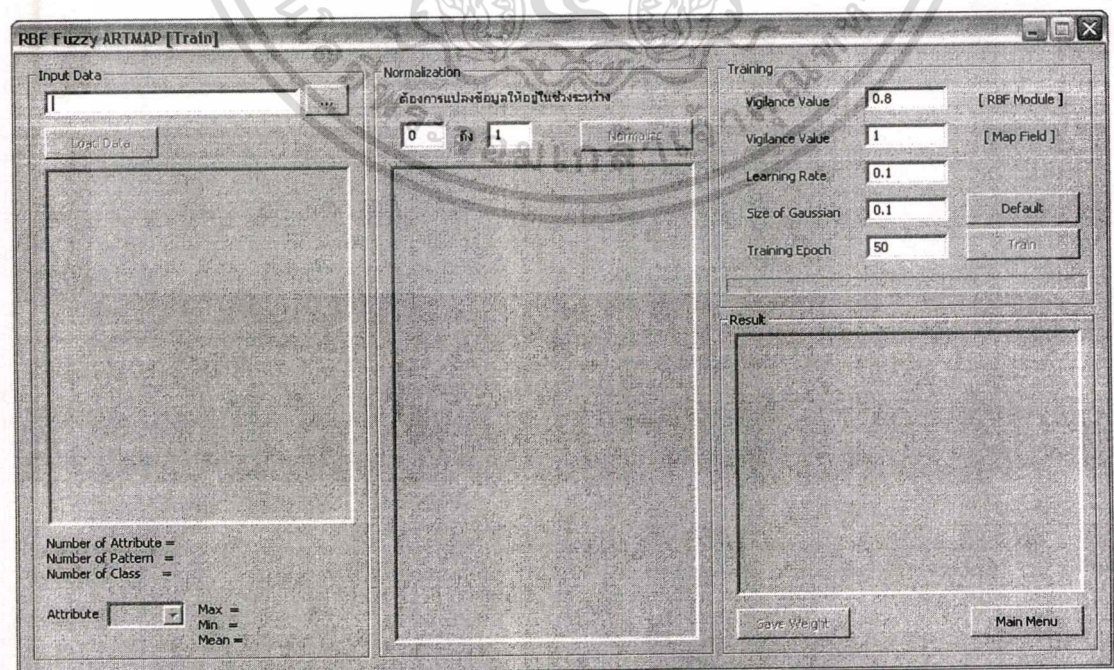 RBF Fuzzy ARTMAP [Train]
Input Data
...
Load Data
Number of Attribute =
Number of Pattern =
Number of Class =
Attribute
Max =
Min =
Mean =
Normalization
ต้องการแปลงข้อมูลให้อยู่ในช่วงระหว่าง
0 ถึง 1 Normalize
Training
Vigilance Value 0.8 [ RBF Module ]
Vigilance Value 1 [ Map Field ]
Learning Rate 0.1
Size of Gaussian 0.1 Default
Training Epoch 50 Train
Result
Save Weight Main Menu